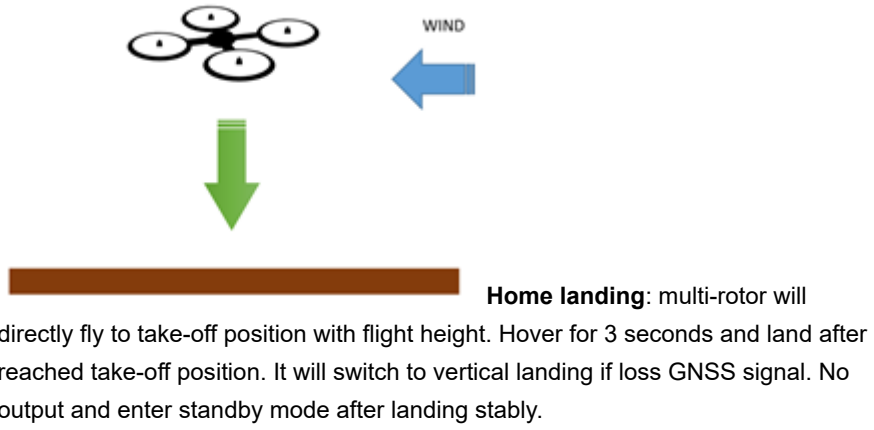 WIND
Home landing: multi-rotor will
directly fly to take-off position with flight height. Hover for 3 seconds and land after
reached take-off position. It will switch to vertical landing if loss GNSS signal. No
output and enter standby mode after landing stably.